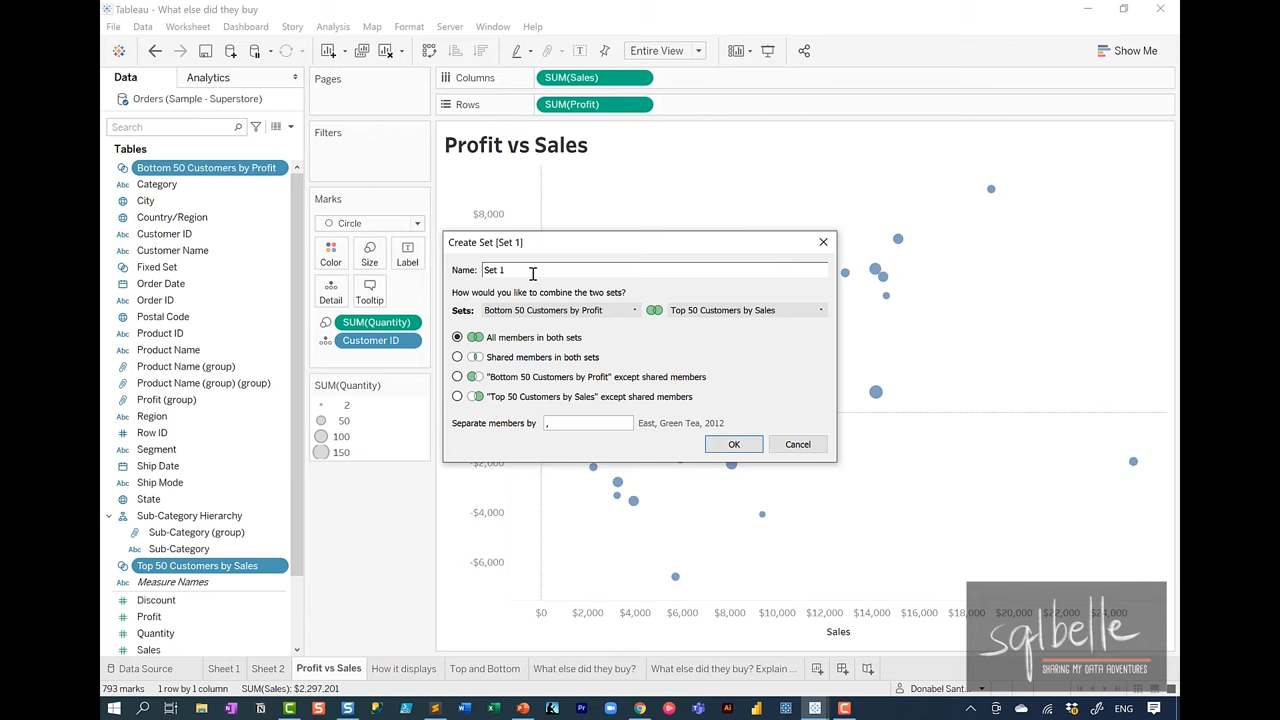 Tableau - What else did they buy
File Data Worksheet Dashboard Story Analysis Map Format Server Window Help
Entire View
Show Me
Data Analytics
Orders (Sample - Superstore)
Search
Tables
Bottom 50 Customers by Profit
Abc Category
City
Country/Region
Abc Customer ID
Abc Customer Name
Fixed Set
Order Date
Abc Order ID
Postal Code
Abc Product ID
Abc Product Name
Product Name (group)
Product Name (group) (group)
Profit (group)
Abc Region
Row ID
Abc Segment
Ship Date
Abc Ship Mode
State
Sub-Category Hierarchy
Sub-Category (group)
Abc Sub-Category
Top 50 Customers by Sales
Abc Measure Names
Discount
Profit
Quantity
Sales
Pages
Filters
Marks
Circle
Color Size Label
Detail Tooltip
SUM(Quantity)
Customer ID
SUM(Quantity)
2
50
100
150
Columns SUM(Sales)
Rows SUM(Profit)
Profit vs Sales
$8,000
-$2,000
-$4,000
-$6,000
$0 $2,000 $4,000 $6,000 $8,000 $10,000 $12,000 $14,000 $16,000 $18,000 $20,000 $22,000 $24,000
Sales
Create Set [Set 1]
Name: Set 1
How would you like to combine the two sets?
Sets: Bottom 50 Customers by Profit Top 50 Customers by Sales
All members in both sets
Shared members in both sets
"Bottom 50 Customers by Profit" except shared members
"Top 50 Customers by Sales" except shared members
Separate members by , East, Green Tea, 2012
OK Cancel
sqlbelle
SHARING MY DATA ADVENTURES
Data Source Sheet 1 Sheet 2 Profit vs Sales How it displays Top and Bottom What else did they buy? What else did they buy? Explain ...
793 marks 1 row by 1 column SUM(Sales): $2,297,201
Donabel Sant...
ENG